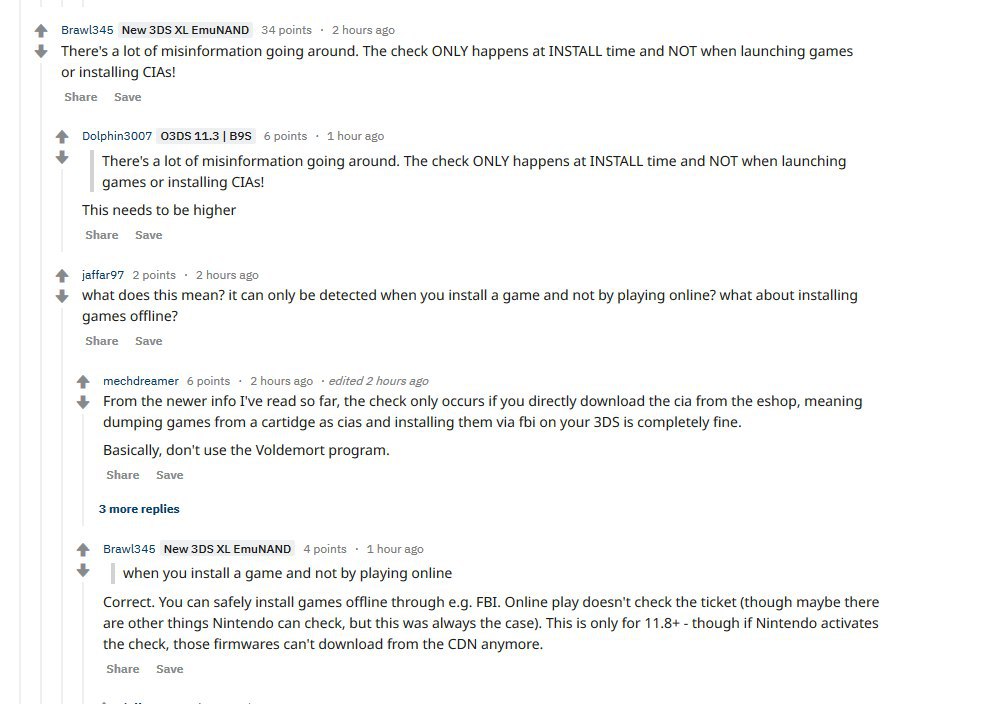 Brawl345 New 3DS XL EmuNAND 34 points · 2 hours ago
There's a lot of misinformation going around. The check ONLY happens at INSTALL time and NOT when launching games
or installing CIAs!
Share Save
Dolphin3007 O3DS 11.3 | B9S 6 points · 1 hour ago
There's a lot of misinformation going around. The check ONLY happens at INSTALL time and NOT when launching
games or installing CIAs!
This needs to be higher
Share Save
jaffar97 2 points · 2 hours ago
what does this mean? it can only be detected when you install a game and not by playing online? what about installing
games offline?
Share Save
mechdreamer 6 points · 2 hours ago · edited 2 hours ago
From the newer info I've read so far, the check only occurs if you directly download the cia from the eshop, meaning
dumping games from a cartidge as cias and installing them via fbi on your 3DS is completely fine.
Basically, don't use the Voldemort program.
Share Save
3 more replies
Brawl345 New 3DS XL EmuNAND 4 points · 1 hour ago
when you install a game and not by playing online
Correct. You can safely install games offline through e.g. FBI. Online play doesn't check the ticket (though maybe there
are other things Nintendo can check, but this was always the case). This is only for 11.8+ - though if Nintendo activates
the check, those firmwares can't download from the CDN anymore.
Share Save